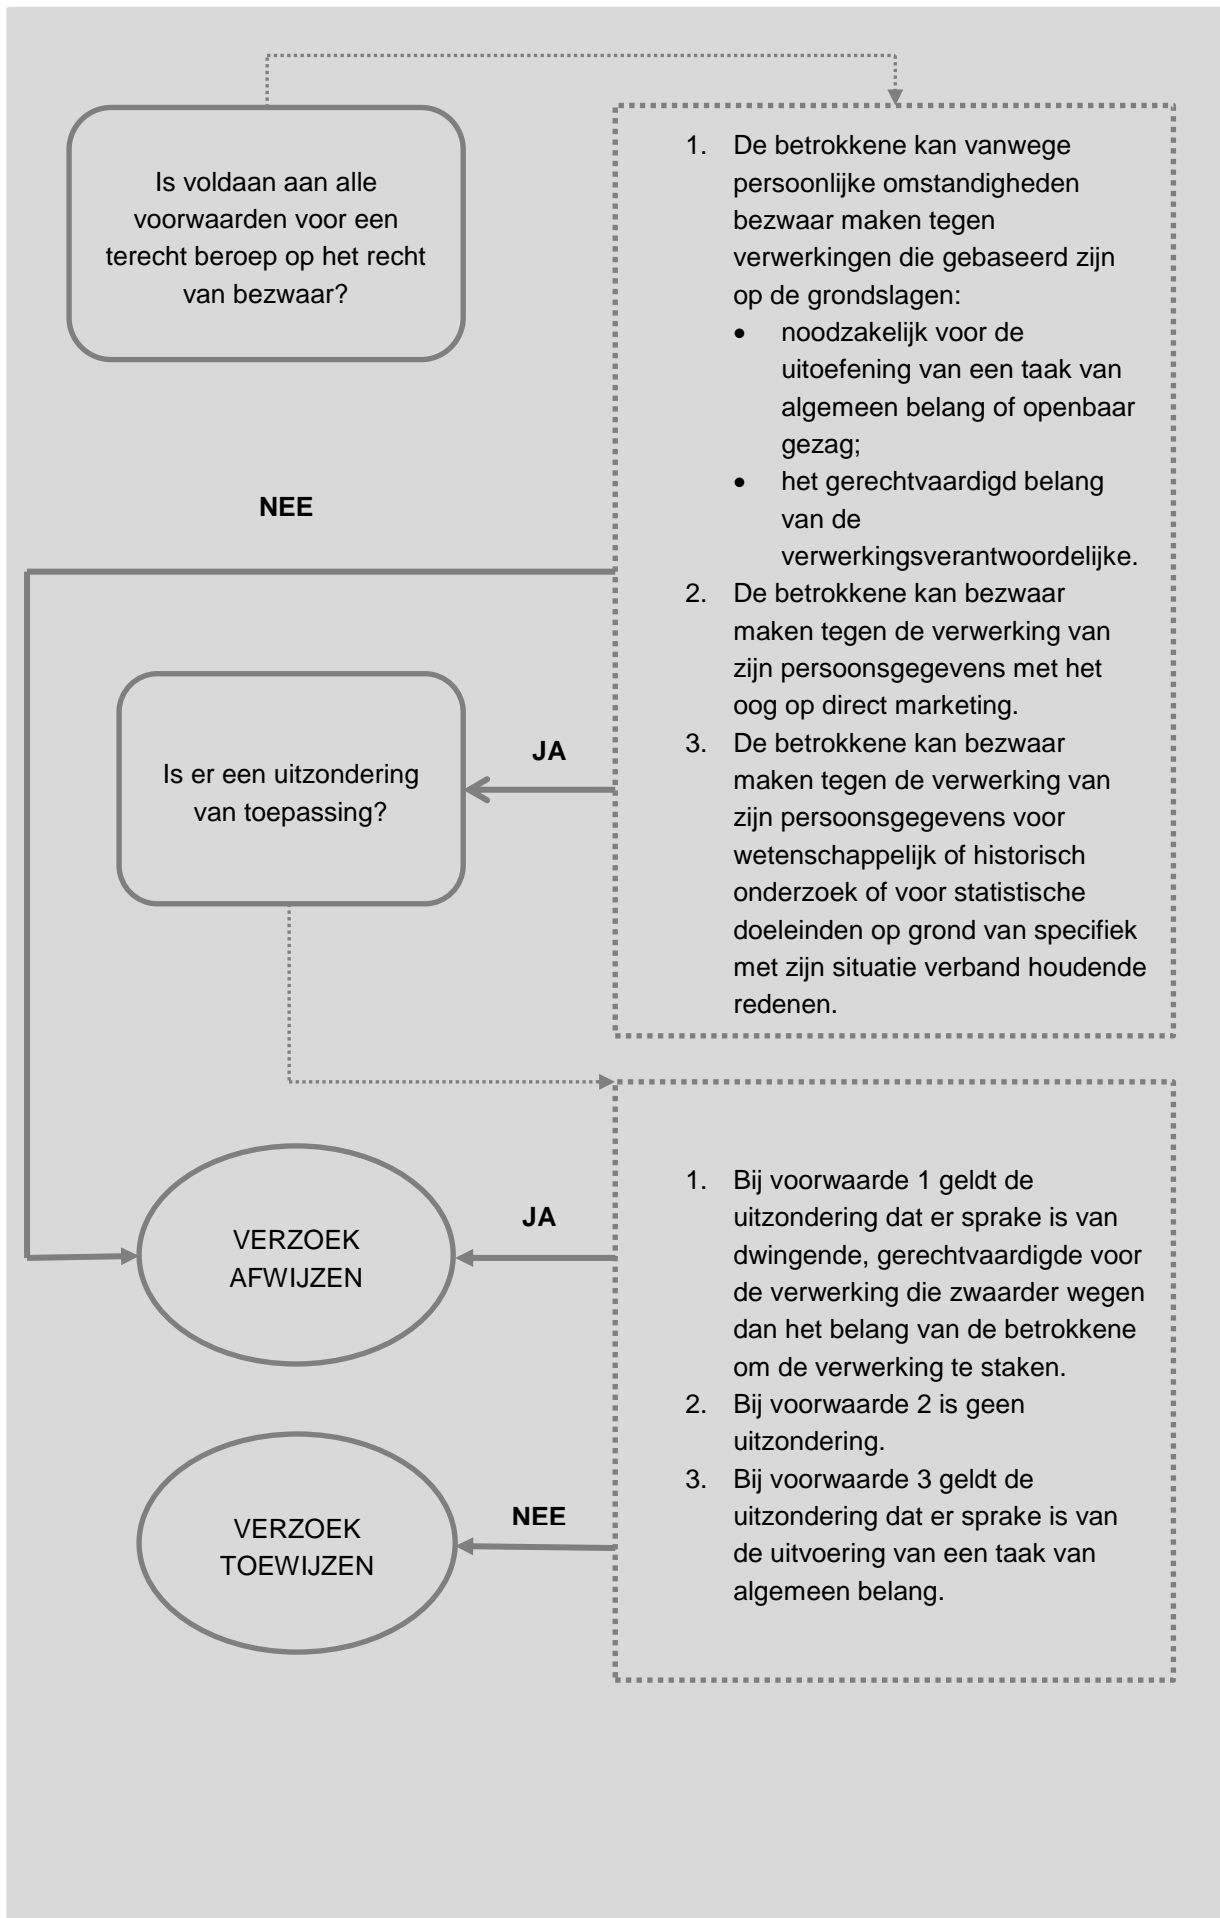 Is voldaan aan alle
voorwaarden voor een
terecht beroep op het recht
van bezwaar?
1. De betrokkene kan vanwege
persoonlijke omstandigheden
bezwaar maken tegen
verwerkingen die gebaseerd zijn
op de grondslagen:
• noodzakelijk voor de
uitoefening van een taak van
algemeen belang of openbaar
gezag;
• het gerechtvaardigd belang
van de
verwerkingsverantwoordelijke.
2. De betrokkene kan bezwaar
maken tegen de verwerking van
zijn persoonsgegevens met het
oog op direct marketing.
3. De betrokkene kan bezwaar
maken tegen de verwerking van
zijn persoonsgegevens voor
wetenschappelijk of historisch
onderzoek of voor statistische
doeleinden op grond van specifiek
met zijn situatie verband houdende
redenen.
NEE
JA
Is er een uitzondering
van toepassing?
1. Bij voorwaarde 1 geldt de
uitzondering dat er sprake is van
dwingende, gerechtvaardigde voor
de verwerking die zwaarder wegen
dan het belang van de betrokkene
om de verwerking te staken.
2. Bij voorwaarde 2 is geen
uitzondering.
3. Bij voorwaarde 3 geldt de
uitzondering dat er sprake is van
de uitvoering van een taak van
algemeen belang.
JA
VERZOEK
AFWIJZEN
NEE
VERZOEK
TOEWIJZEN